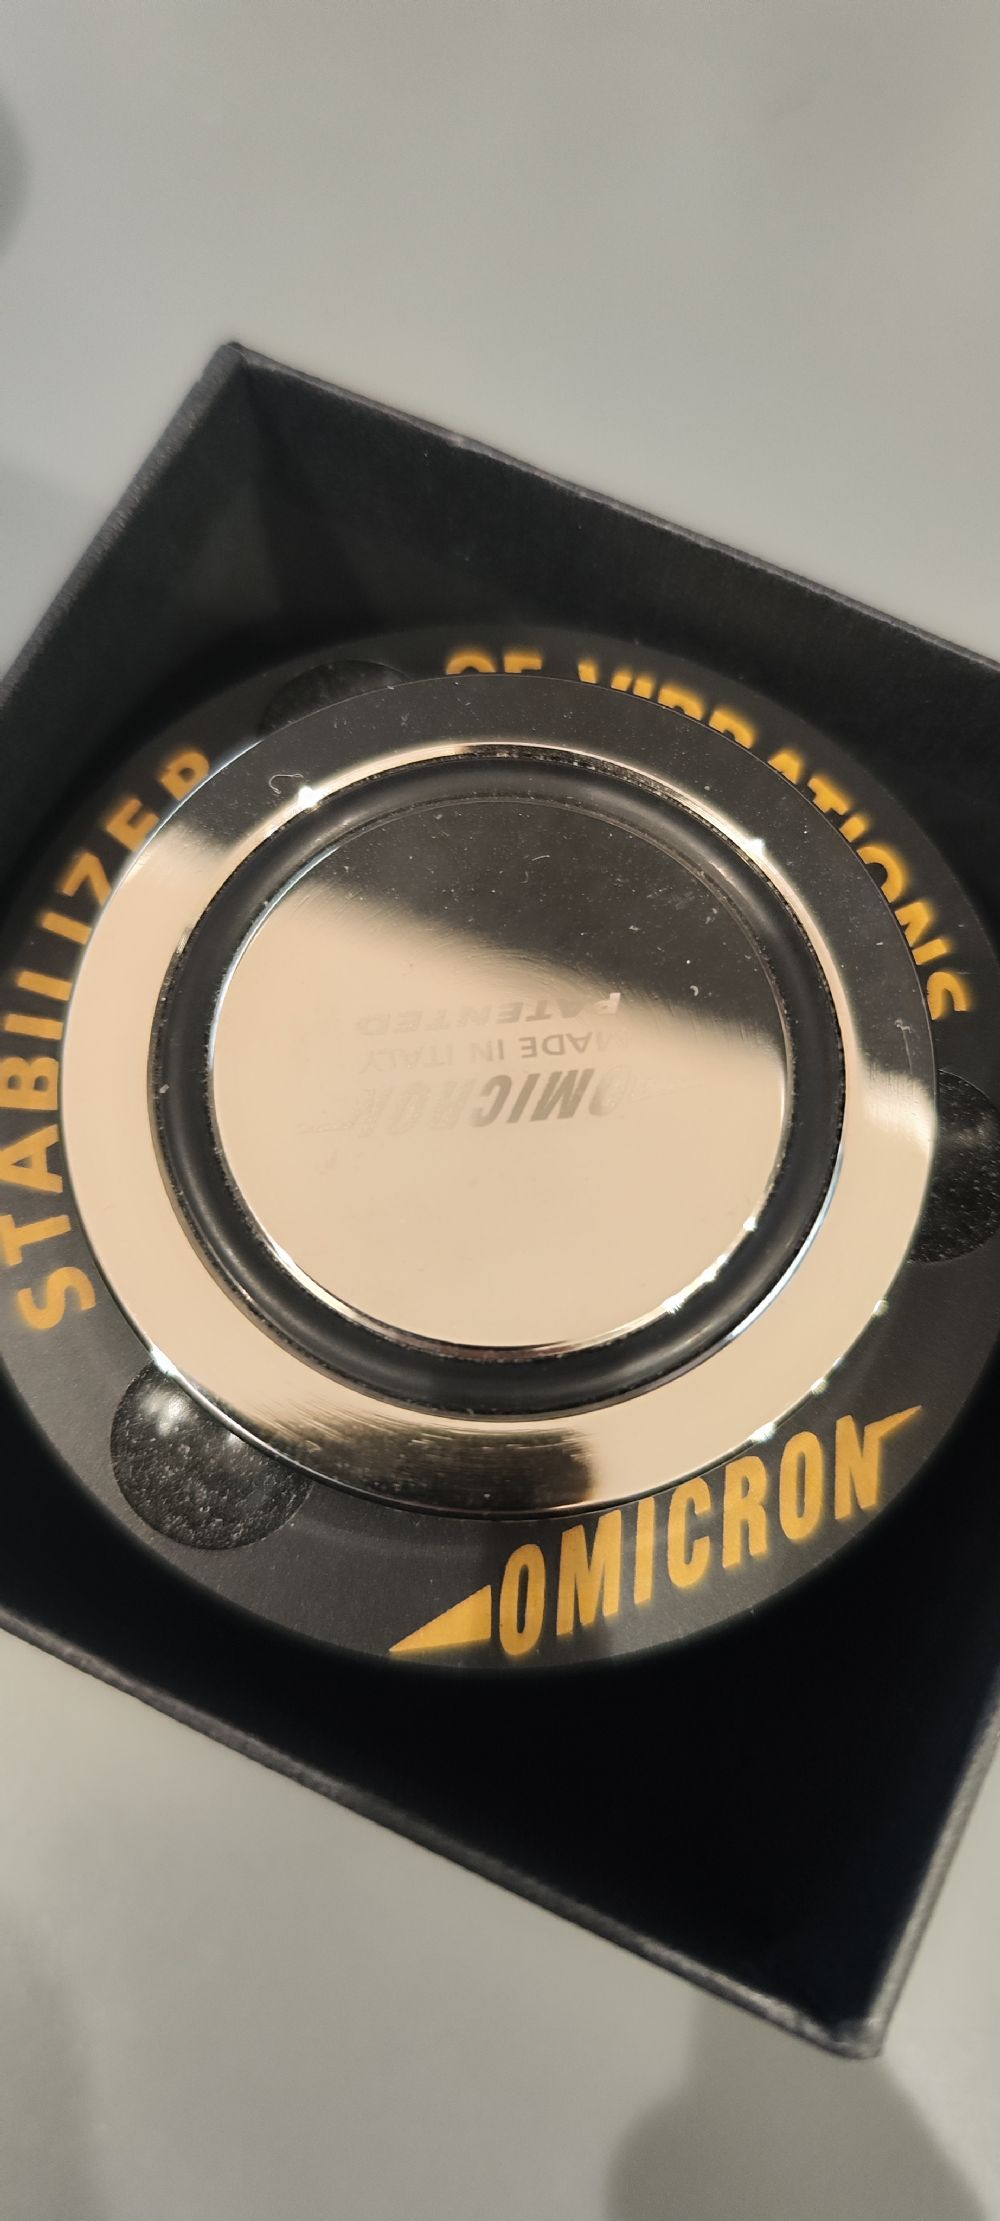 STABILIZER OF VIBRATIONS
OMICRON
OMICRON
MADE IN ITALY
PATENTED